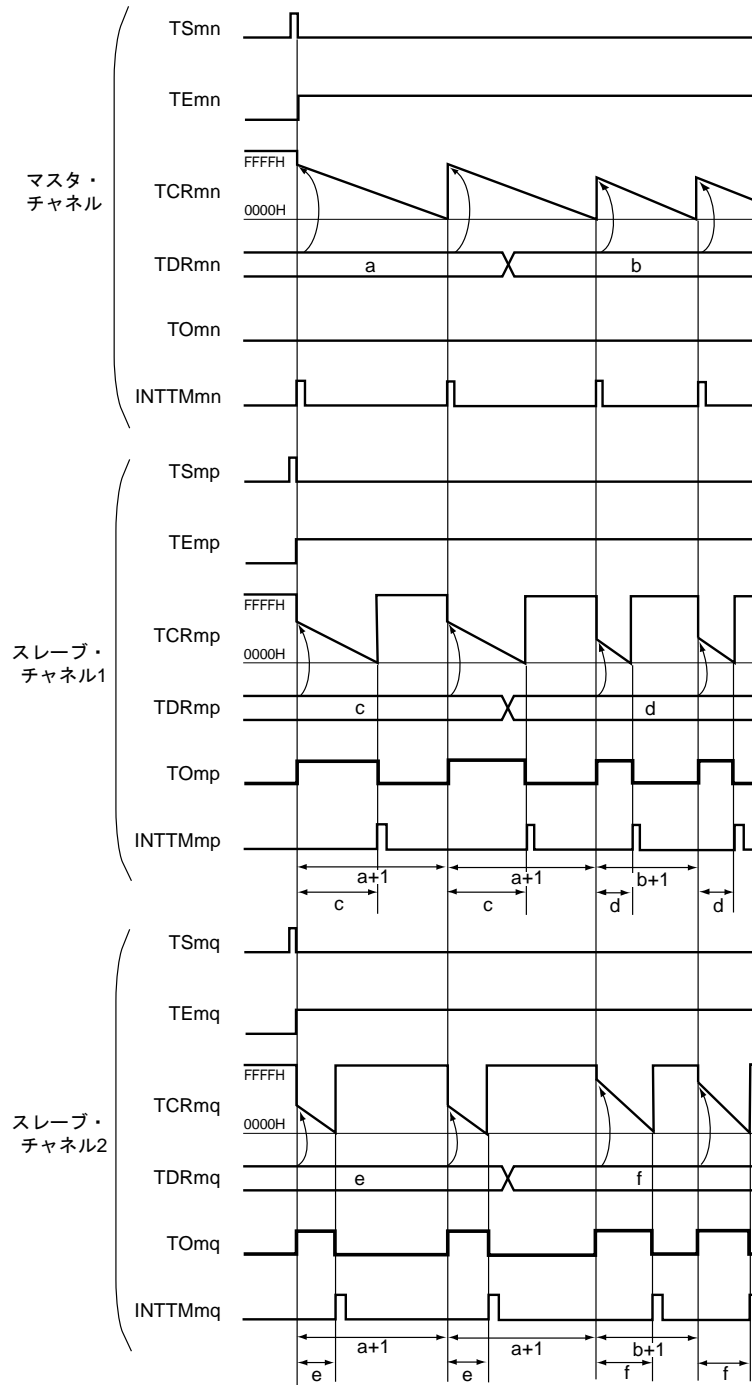 TSmn
TEmn
マスタ・
チャネル
FFFFH
TCRmn
0000H
TDRmn
a
b
TOmn
INTTMmn
TSmp
TEmp
スレーブ・
チャネル1
FFFFH
TCRmp
0000H
TDRmp
c
d
TOmp
INTTMmp
a+1
a+1
b+1
c
c
d
d
TSmq
TEmq
スレーブ・
チャネル2
FFFFH
TCRmq
0000H
TDRmq
e
f
TOmq
INTTMmq
a+1
a+1
b+1
e
e
f
f